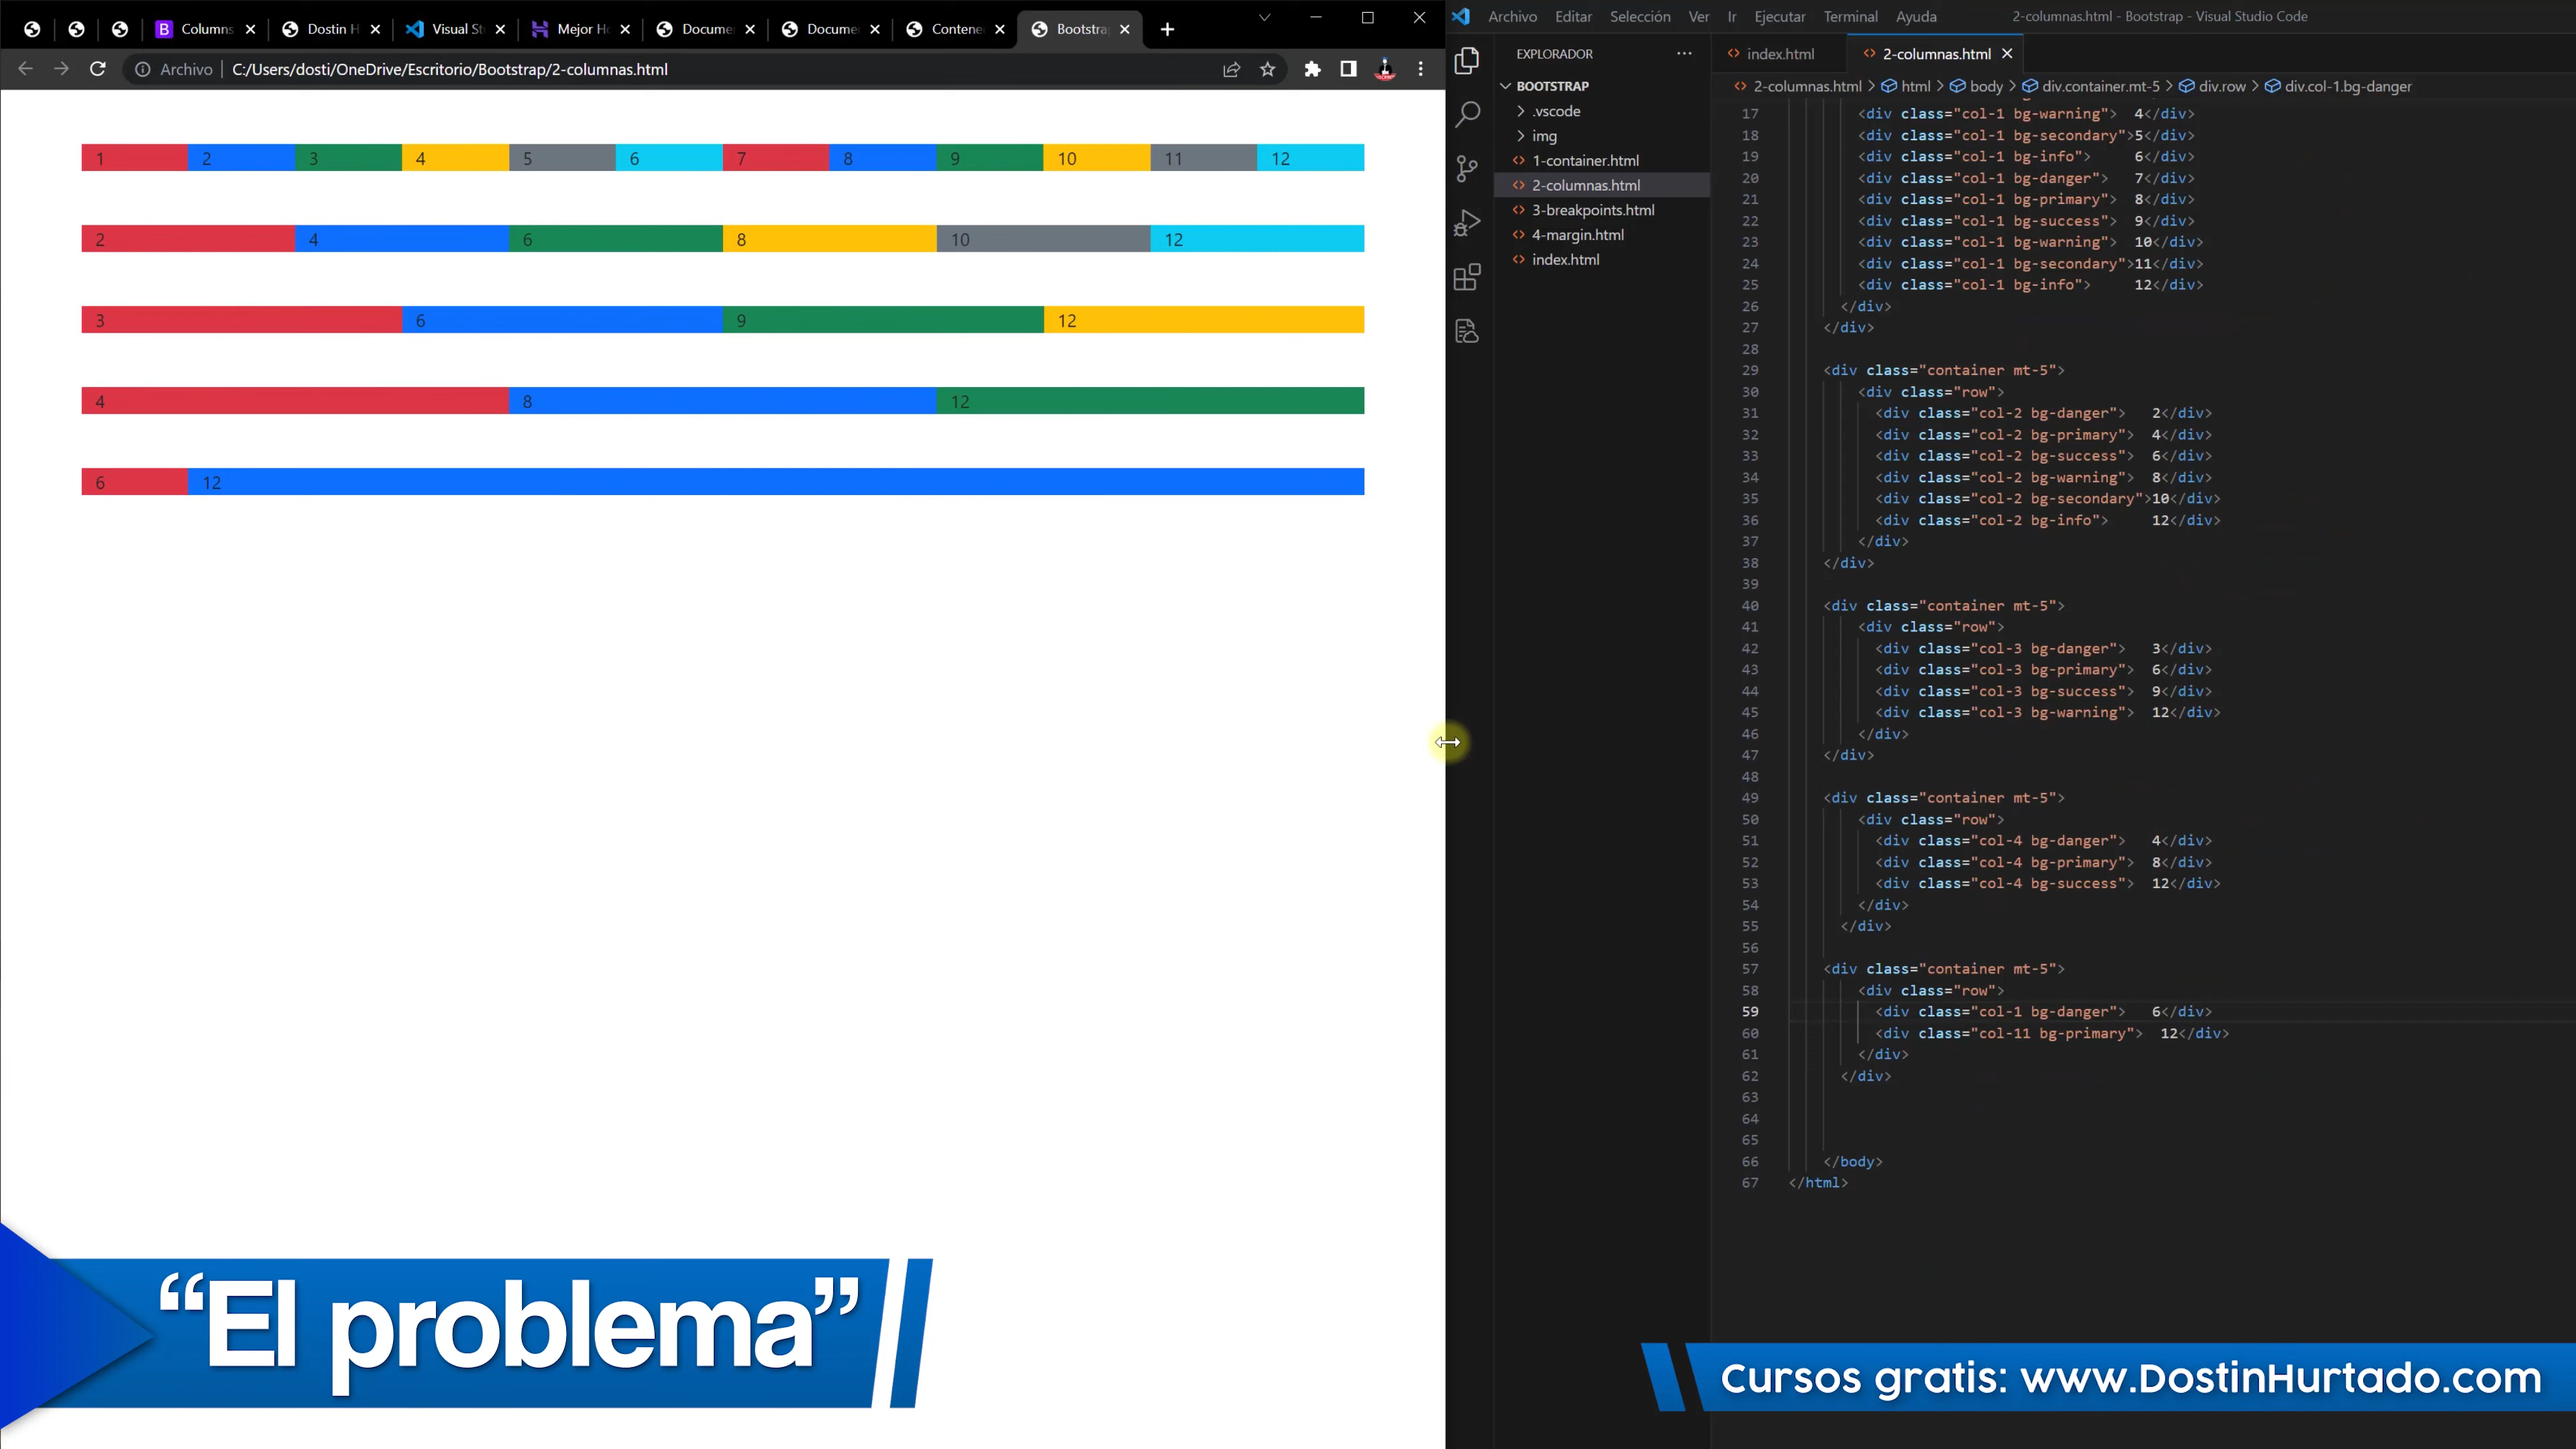 Columns
Dostin H
Visual St
Mejor Ho
Docume
Docume
Contene
Bootstra
Archivo
C:/Users/dosti/OneDrive/Escritorio/Bootstrap/2-columnas.html
1 2 3 4 5 6 7 8 9 10 11 12
2 4 6 8 10 12
3 6 9 12
4 8 12
6 12
“El problema”
Archivo Editar Selección Ver Ir Ejecutar Terminal Ayuda
2-columnas.html - Bootstrap - Visual Studio Code
EXPLORADOR
BOOTSTRAP
.vscode
img
1-container.html
2-columnas.html
3-breakpoints.html
4-margin.html
index.html
index.html
2-columnas.html
2-columnas.html > html > body > div.container.mt-5 > div.row > div.col-1.bg-danger
17 <div class="col-1 bg-warning"> 4</div>
18 <div class="col-1 bg-secondary">5</div>
19 <div class="col-1 bg-info"> 6</div>
20 <div class="col-1 bg-danger"> 7</div>
21 <div class="col-1 bg-primary"> 8</div>
22 <div class="col-1 bg-success"> 9</div>
23 <div class="col-1 bg-warning"> 10</div>
24 <div class="col-1 bg-secondary">11</div>
25 <div class="col-1 bg-info"> 12</div>
26 </div>
27 </div>
28
29 <div class="container mt-5">
30 <div class="row">
31 <div class="col-2 bg-danger"> 2</div>
32 <div class="col-2 bg-primary"> 4</div>
33 <div class="col-2 bg-success"> 6</div>
34 <div class="col-2 bg-warning"> 8</div>
35 <div class="col-2 bg-secondary">10</div>
36 <div class="col-2 bg-info"> 12</div>
37 </div>
38 </div>
39
40 <div class="container mt-5">
41 <div class="row">
42 <div class="col-3 bg-danger"> 3</div>
43 <div class="col-3 bg-primary"> 6</div>
44 <div class="col-3 bg-success"> 9</div>
45 <div class="col-3 bg-warning"> 12</div>
46 </div>
47 </div>
48
49 <div class="container mt-5">
50 <div class="row">
51 <div class="col-4 bg-danger"> 4</div>
52 <div class="col-4 bg-primary"> 8</div>
53 <div class="col-4 bg-success"> 12</div>
54 </div>
55 </div>
56
57 <div class="container mt-5">
58 <div class="row">
59 <div class="col-1 bg-danger"> 6</div>
60 <div class="col-11 bg-primary"> 12</div>
61 </div>
62 </div>
63
64
65
66 </body>
67 </html>
Cursos gratis: www.DostinHurtado.com